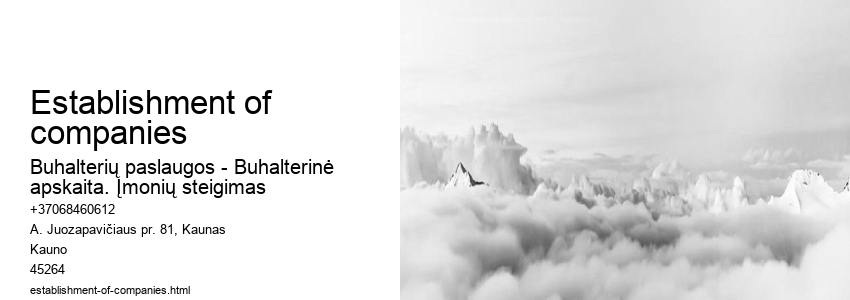 Establishment of
companies
Buhalterių paslaugos - Buhalterinė
apskaita. Įmonių steigimas
+37068460612
A. Juozapavičiaus pr. 81, Kaunas
Kauno
45264
establishment-of-companies.html